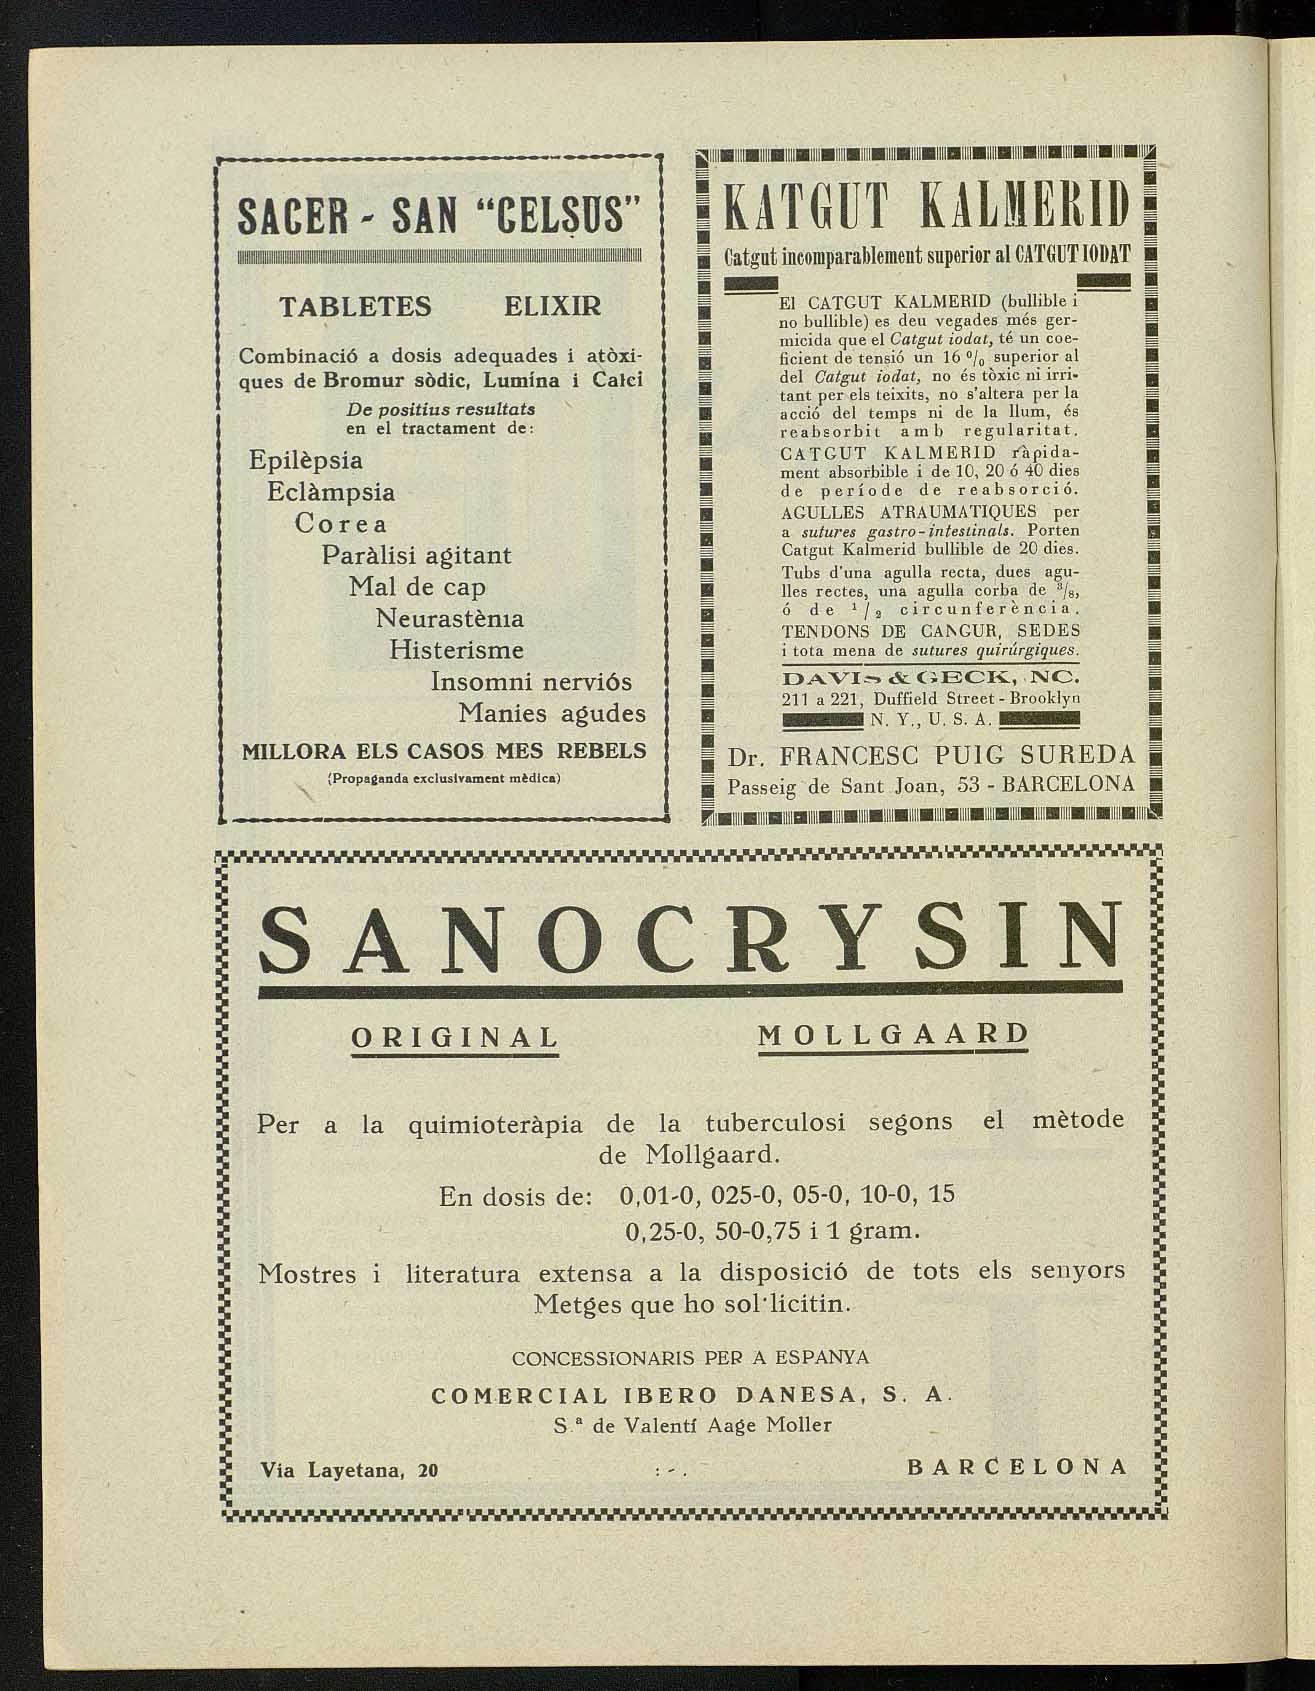 SACER - SAN "CELSUS"
TABLETES ELIXIR
Combinació a dosis adequades i atòxi-
ques de Bromur sòdic, Lumína i Calci
De positius resultats
en el tractament de:
Epilèpsia
Eclàmpsia
Corea
Paràlisi agitant
Mal de cap
Neurastènia
Histerisme
Insomni nerviós
Manies agudes
MILLORA ELS CASOS MES REBELS
(Propaganda exclusivament mèdica)
KATGUT KALMERID
Catgut incomparablement superior al CATGUT IODAT
El CATGUT KALMERID (bullible i
no bullible) es deu vegades més ger-
micida que el Catgut iodat, té un coe-
ficient de tensió un 16 % superior al
del Catgut iodat, no és tòxic ni irri-
tant per els teixits, no s'altera per la
acció del temps ni de la llum, és
reabsorbit amb regularitat.
CATGUT KALMERID ràpida-
ment absorbible i de 10, 20 ó 40 dies
de període de reabsorció.
AGULLES ATRAUMATIQUES per
a sutures gastro-intestinals. Porten
Catgut Kalmerid bullible de 20 dies.
Tubs d'una agulla recta, dues agu-
lles rectes, una agulla corba de 3/8,
ó de 1/2 circunferència.
TENDONS DE CANGUR, SEDES
i tota mena de sutures quirúrgiques.
DAVIS & GECK, NC.
211 a 221, Duffield Street - Brooklyn
N. Y., U. S. A.
Dr. FRANCESC PUIG SUREDA
Passeig de Sant Joan, 53 - BARCELONA
SANOCRYSIN
ORIGINAL MOLLGAARD
Per a la quimioteràpia de la tuberculosi segons el mètode
de Mollgaard.
En dosis de: 0,01-0, 025-0, 05-0, 10-0, 15
0,25-0, 50-0,75 i 1 gram.
Mostres i literatura extensa a la disposició de tots els senyors
Metges que ho sol·licitin.
CONCESSIONARIS PER A ESPANYA
COMERCIAL IBERO DANESA, S. A.
S.ª de Valentí Aage Moller
Via Layetana, 20 : - . BARCELONA